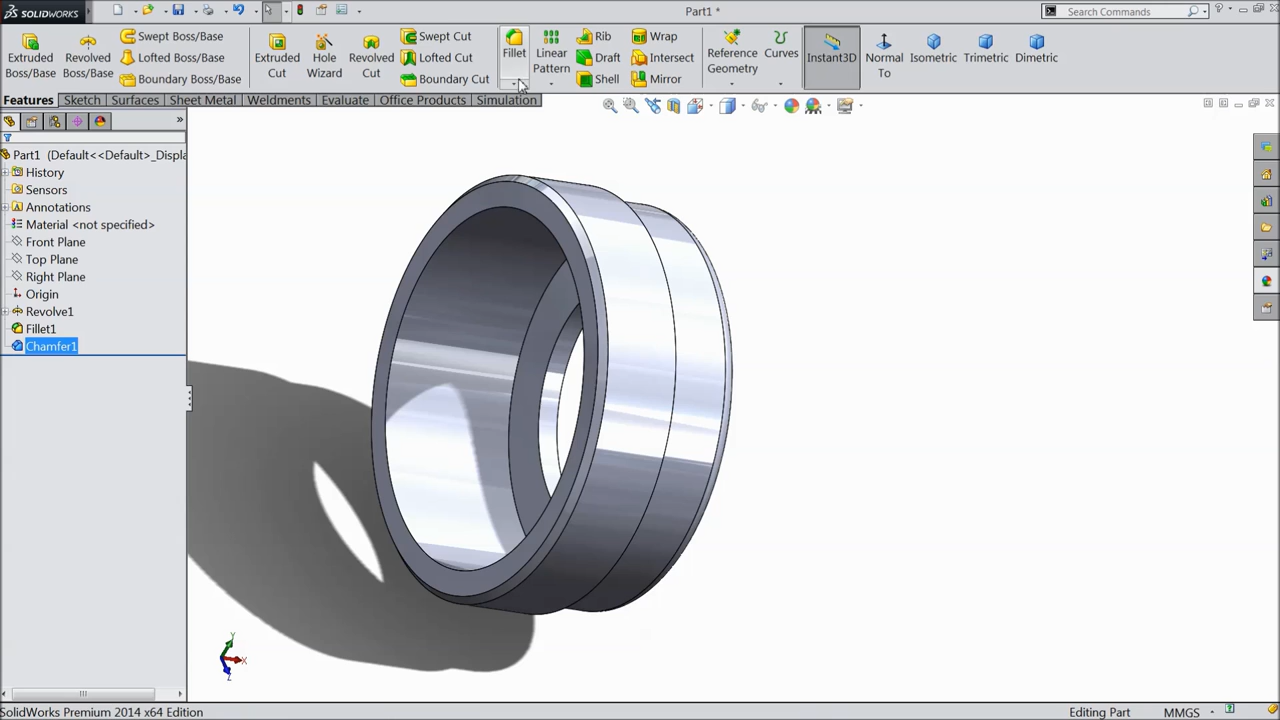 SOLIDWORKS
Part1 *
Search Commands
Extruded Boss/Base
Revolved Boss/Base
Swept Boss/Base
Lofted Boss/Base
Boundary Boss/Base
Extruded Cut
Hole Wizard
Revolved Cut
Swept Cut
Lofted Cut
Boundary Cut
Fillet
Linear Pattern
Rib
Draft
Shell
Wrap
Intersect
Mirror
Reference Geometry
Curves
Instant3D
Normal To
Isometric
Trimetric
Dimetric
Features
Sketch
Surfaces
Sheet Metal
Weldments
Evaluate
Office Products
Simulation
Part1 (Default<<Default>_Displa
History
Sensors
Annotations
Material <not specified>
Front Plane
Top Plane
Right Plane
Origin
Revolve1
Fillet1
Chamfer1
Y
X
Z
SolidWorks Premium 2014 x64 Edition
Editing Part
MMGS